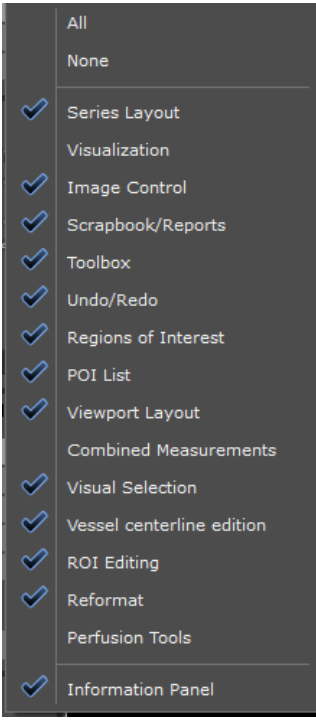 All
None
Series Layout
Visualization
Image Control
Scrapbook/Reports
Toolbox
Undo/Redo
Regions of Interest
POI List
Viewport Layout
Combined Measurements
Visual Selection
Vessel centerline edition
ROI Editing
Reformat
Perfusion Tools
Information Panel